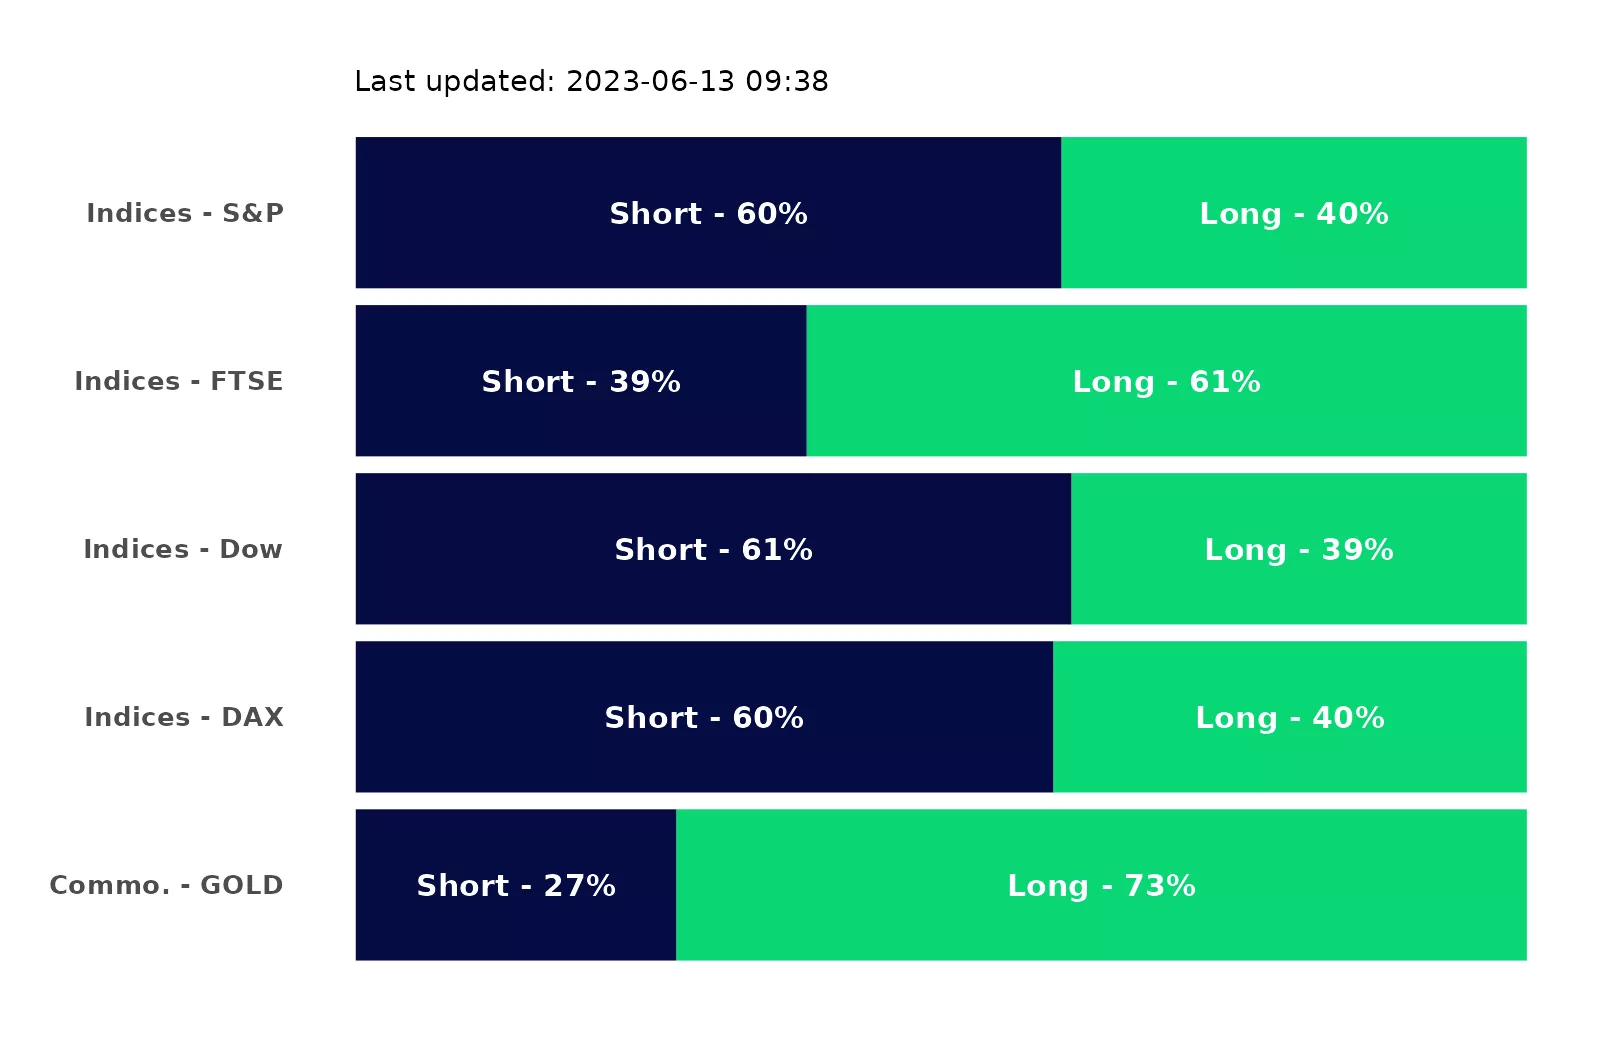 Last updated: 2023-06-13 09:38
Indices - S&P Short - 60% Long - 40%
Indices - FTSE Short - 39% Long - 61%
Indices - Dow Short - 61% Long - 39%
Indices - DAX Short - 60% Long - 40%
Commo. - GOLD Short - 27% Long - 73%